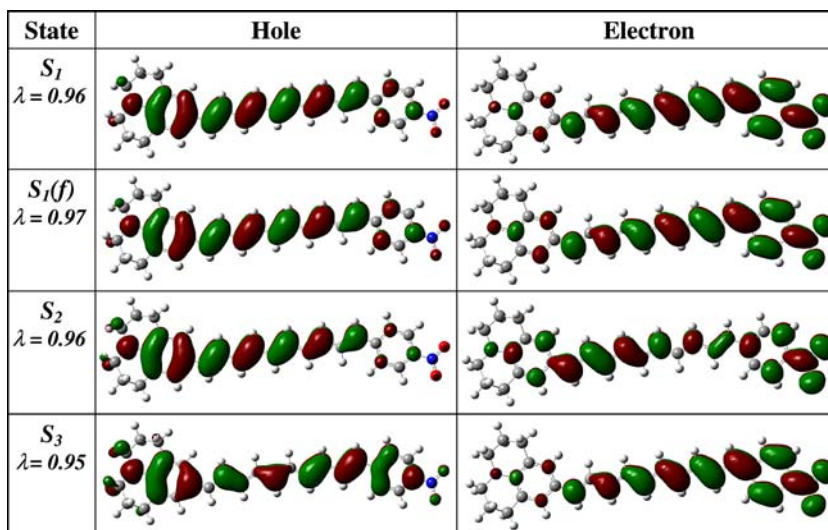 State Hole Electron
S1
λ = 0.96
S1(f)
λ = 0.97
S2
λ = 0.96
S3
λ = 0.95